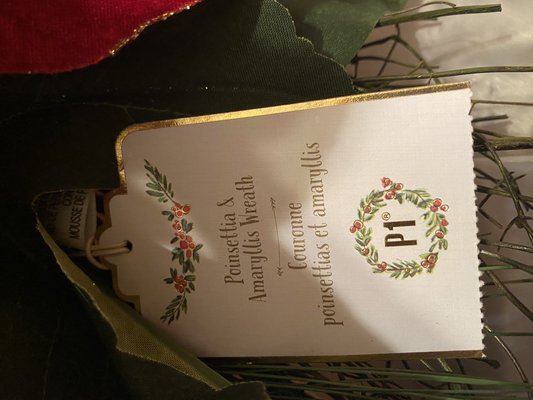 Poinsettia &
Amaryllis Wreath
Couronne
poinsettias et amaryllis
P1®